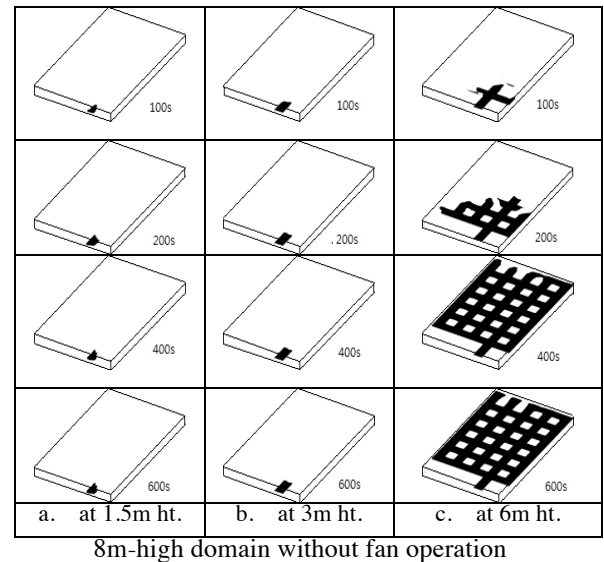 100s 100s 100s
200s . 200s 200s
400s 400s 400s
600s 600s 600s
a. at 1.5m ht. b. at 3m ht. c. at 6m ht.
8m-high domain without fan operation